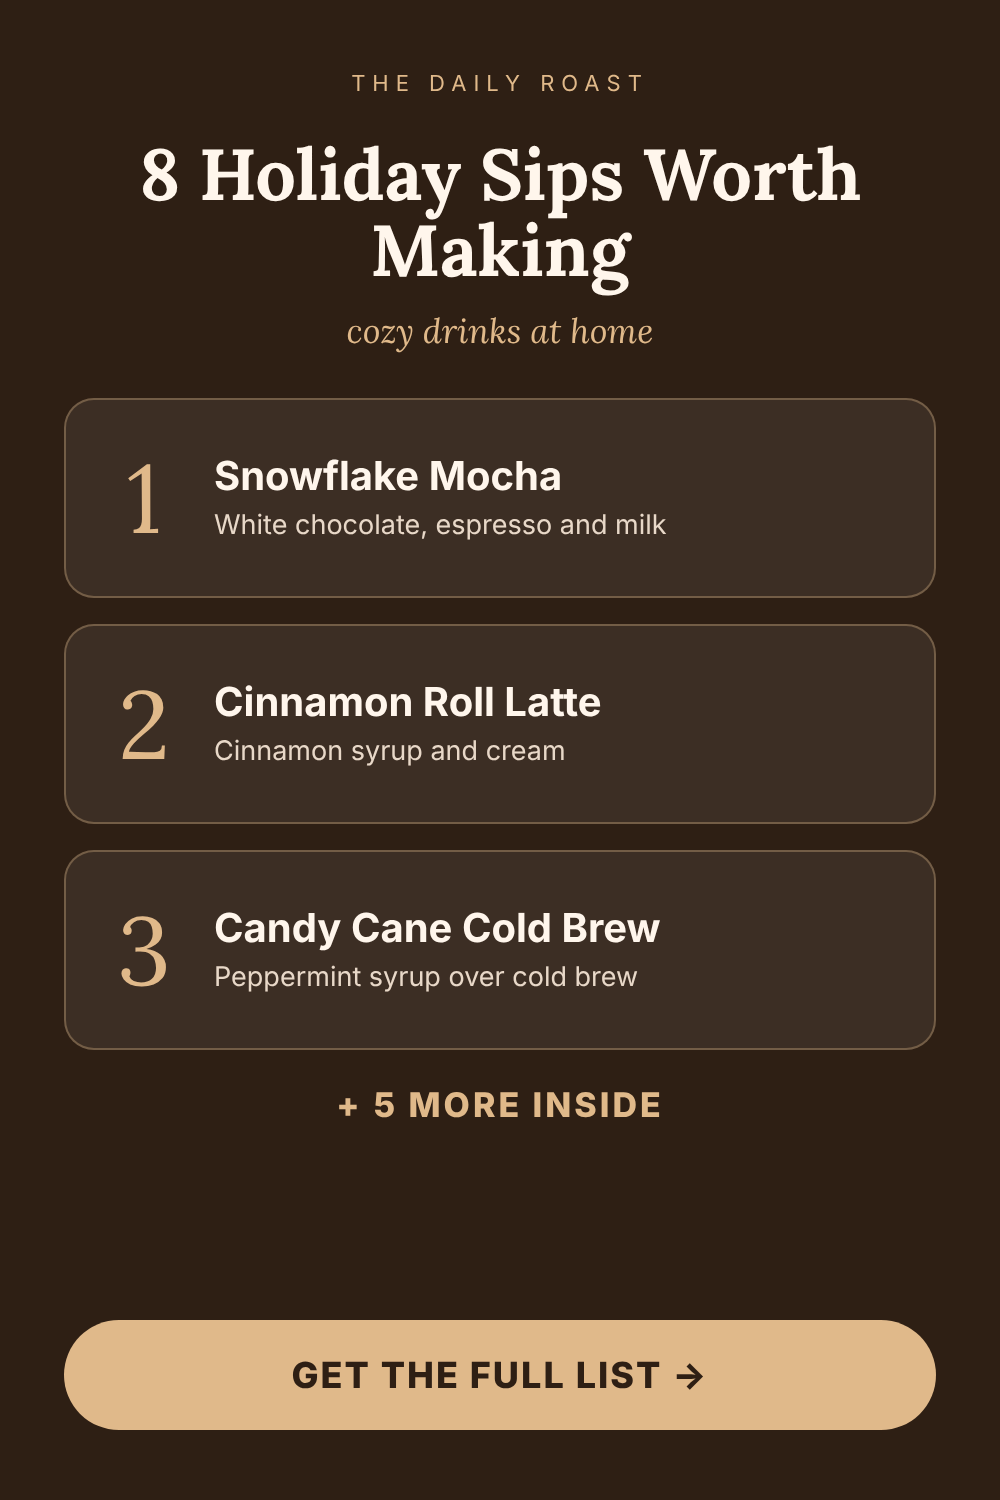 THE DAILY ROAST
8 Holiday Sips Worth
Making
cozy drinks at home
1
Snowflake Mocha
White chocolate, espresso and milk
2
Cinnamon Roll Latte
Cinnamon syrup and cream
3
Candy Cane Cold Brew
Peppermint syrup over cold brew
+ 5 MORE INSIDE
GET THE FULL LIST →